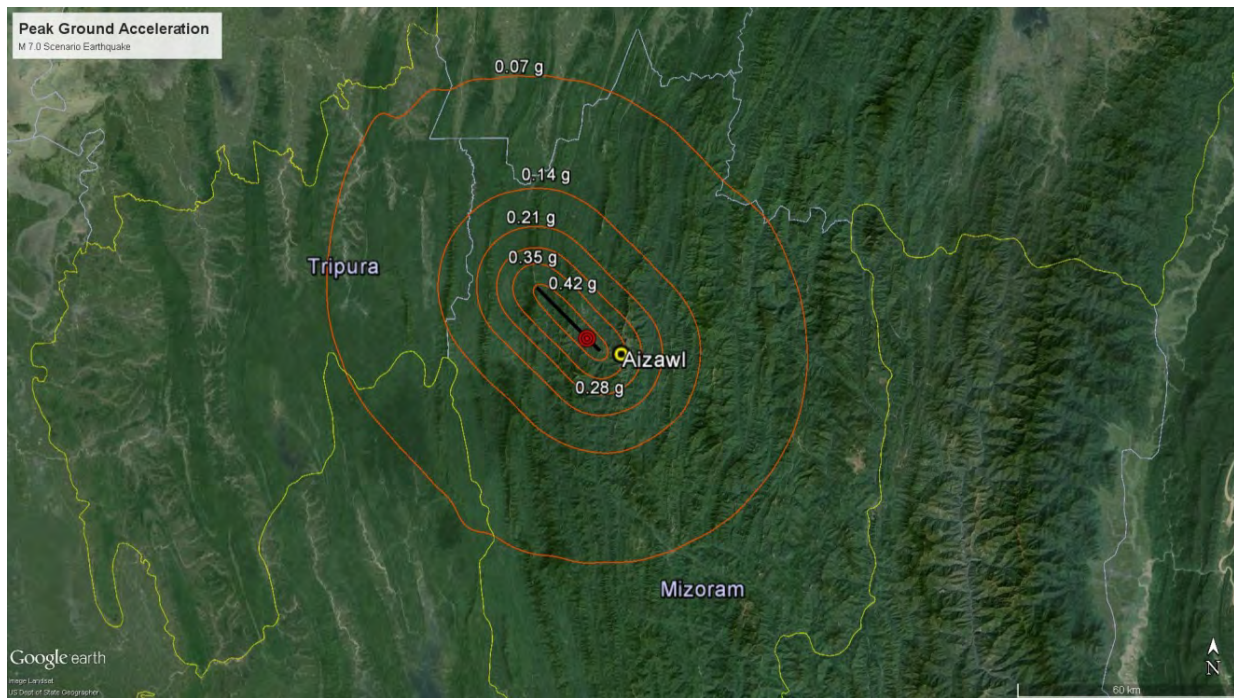 Peak Ground Acceleration
M 7.0 Scenario Earthquake
0.07 g
0.14 g
0.21 g
0.35 g
0.42 g
Tripura
Aizawl
0.28 g
Mizoram
Google earth
Image Landsat
US Dept of State Geographer
N
60 km